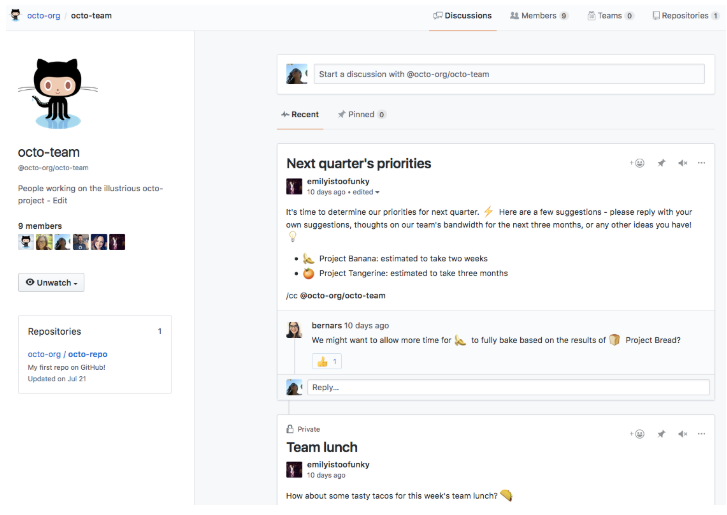 octo-org / octo-team
Discussions Members 9 Teams 0 Repositories 1
octo-team
@octo-org/octo-team
People working on the illustrious octo-
project - Edit
9 members
Unwatch
Repositories 1
octo-org / octo-repo
My first repo on GitHub!
Updated on Jul 21
Start a discussion with @octo-org/octo-team
Recent Pinned 0
Next quarter's priorities
emilyistoofunky
10 days ago • edited
It's time to determine our priorities for next quarter. ⚡ Here are a few suggestions - please reply with your
own suggestions, thoughts on our team's bandwidth for the next three months, or any other ideas you have!
💡
• 🍌 Project Banana: estimated to take two weeks
• 🍊 Project Tangerine: estimated to take three months
/cc @octo-org/octo-team
bernars 10 days ago
We might want to allow more time for 🍌 to fully bake based on the results of 🍞 Project Bread?
👍 1
Reply...
Private
Team lunch
emilyistoofunky
10 days ago
How about some tasty tacos for this week's team lunch? 🌮